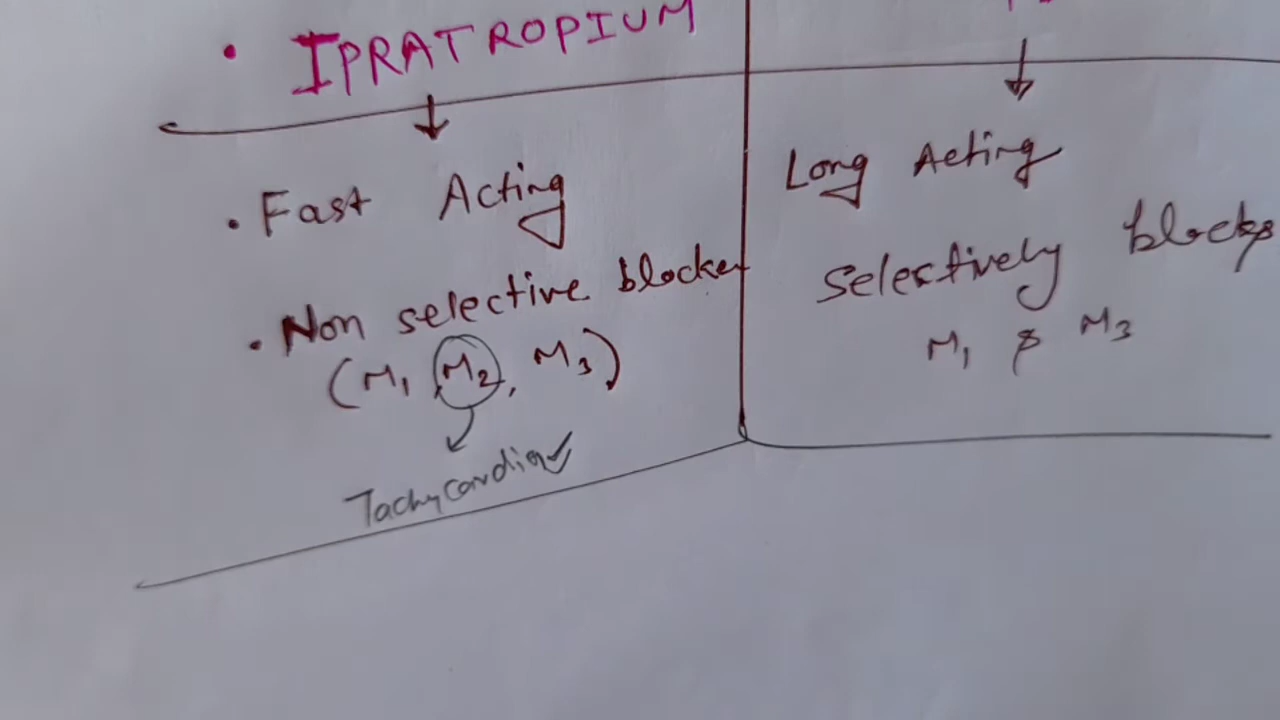 • IPRATROPIUM
• Fast Acting
• Non selective blocker
(M1, M2, M3)
Tachycardia
Long Acting
Selectively blocks
M1 & M3